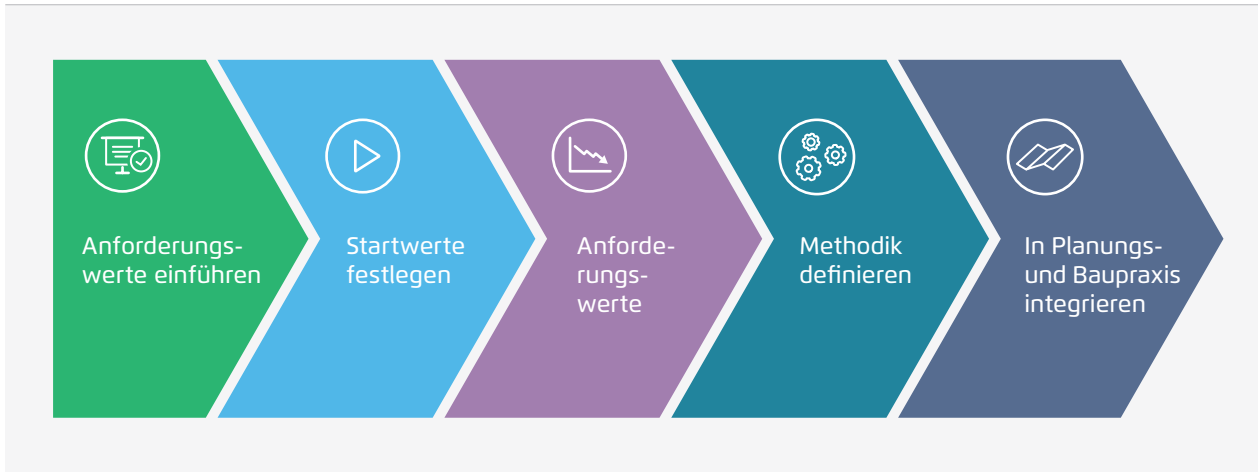 Anforderungs-
werte einführen
Startwerte
festlegen
Anforde-
rungs-
werte
Methodik
definieren
In Planungs-
und Baupraxis
integrieren